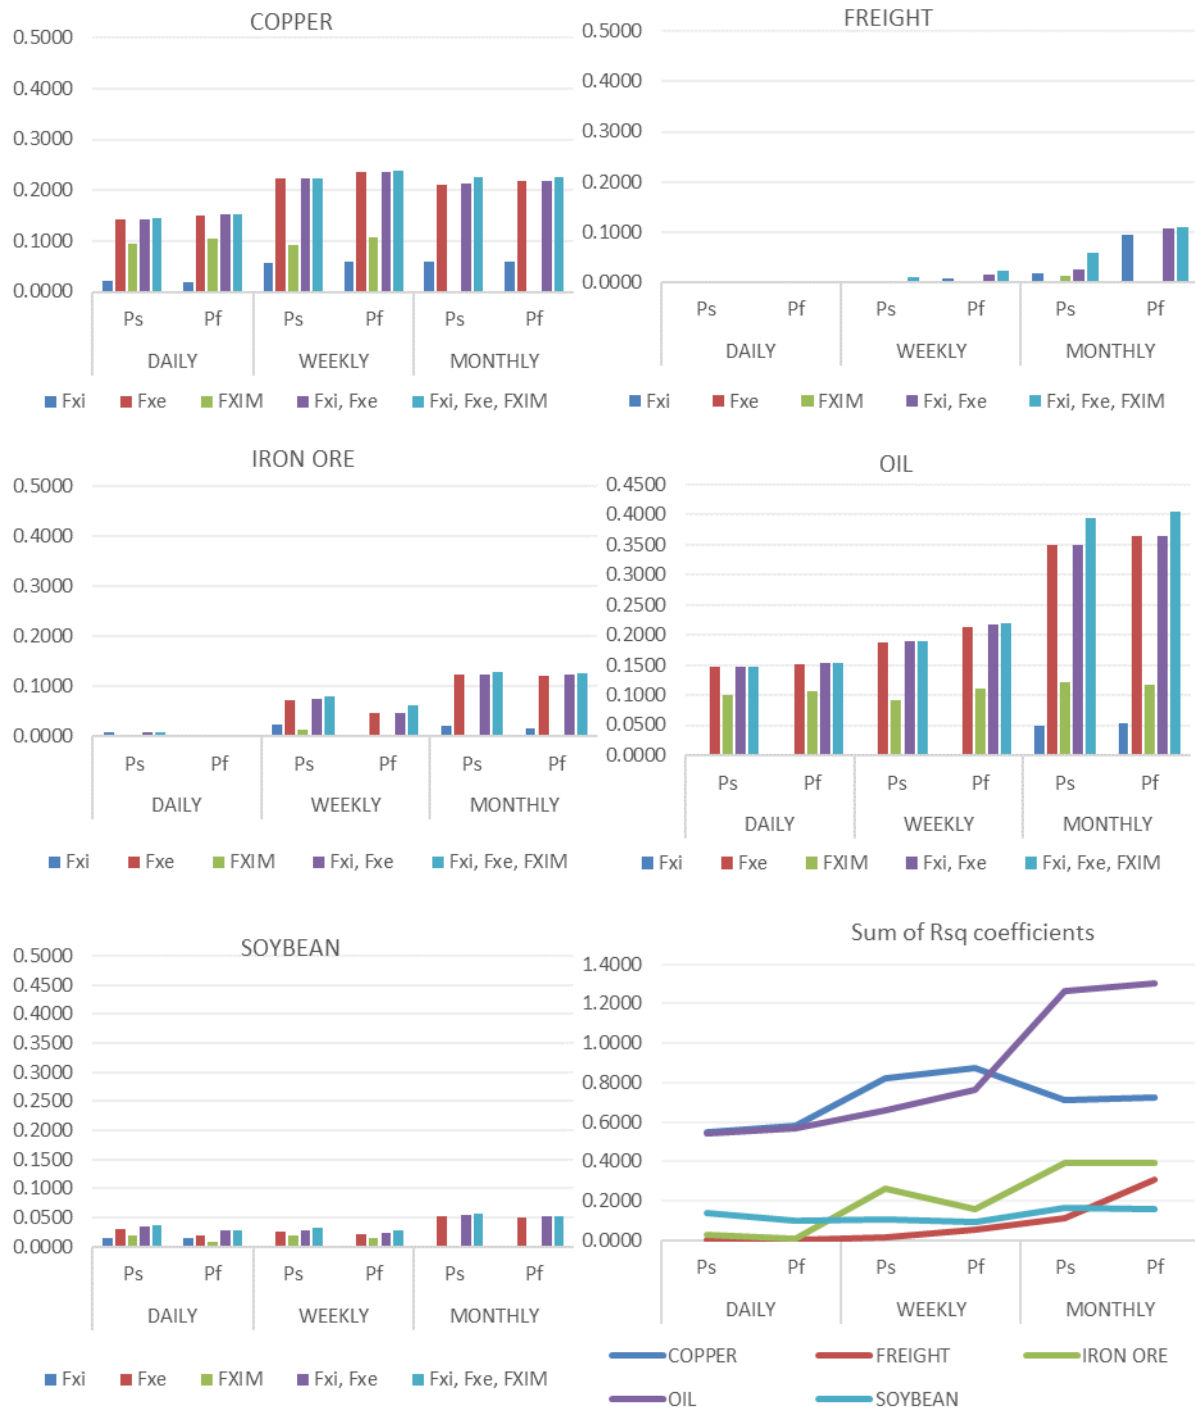 COPPER
0.5000
0.4000
0.3000
0.2000
0.1000
0.0000
Ps Pf Ps Pf Ps Pf
DAILY WEEKLY MONTHLY
Fxi Fxe FXIM Fxi, Fxe Fxi, Fxe, FXIM
FREIGHT
0.5000
0.4000
0.3000
0.2000
0.1000
0.0000
Ps Pf Ps Pf Ps Pf
DAILY WEEKLY MONTHLY
Fxi Fxe FXIM Fxi, Fxe Fxi, Fxe, FXIM
IRON ORE
0.5000
0.4000
0.3000
0.2000
0.1000
0.0000
Ps Pf Ps Pf Ps Pf
DAILY WEEKLY MONTHLY
Fxi Fxe FXIM Fxi, Fxe Fxi, Fxe, FXIM
OIL
0.4500
0.4000
0.3500
0.3000
0.2500
0.2000
0.1500
0.1000
0.0500
0.0000
Ps Pf Ps Pf Ps Pf
DAILY WEEKLY MONTHLY
Fxi Fxe FXIM Fxi, Fxe Fxi, Fxe, FXIM
SOYBEAN
0.5000
0.4500
0.4000
0.3500
0.3000
0.2500
0.2000
0.1500
0.1000
0.0500
0.0000
Ps Pf Ps Pf Ps Pf
DAILY WEEKLY MONTHLY
Fxi Fxe FXIM Fxi, Fxe Fxi, Fxe, FXIM
Sum of Rsq coefficients
1.4000
1.2000
1.0000
0.8000
0.6000
0.4000
0.2000
0.0000
Ps Pf Ps Pf Ps Pf
DAILY WEEKLY MONTHLY
COPPER FREIGHT IRON ORE
OIL SOYBEAN